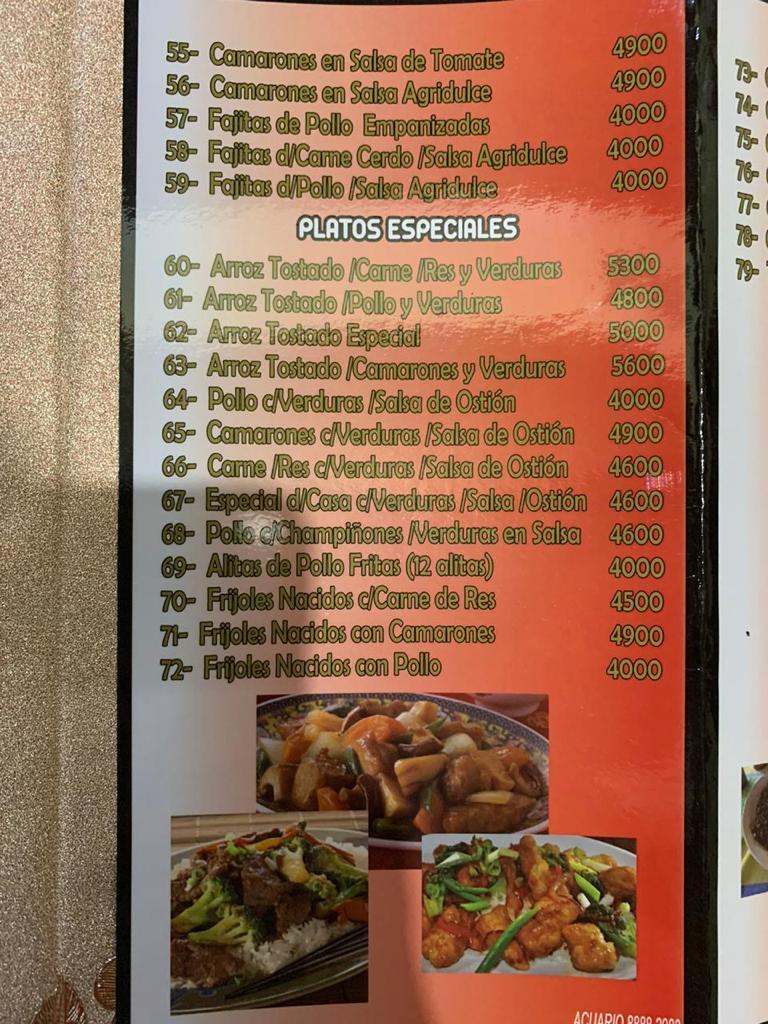 55- Camarones en Salsa de Tomate 4900
56- Camarones en Salsa Agridulce 4900
57- Fajitas de Pollo Empanizadas 4000
58- Fajitas d/Carne Cerdo /Salsa Agridulce 4000
59- Fajitas d/Pollo /Salsa Agridulce 4000
PLATOS ESPECIALES
60- Arroz Tostado /Carne /Res y Verduras 5300
61- Arroz Tostado /Pollo y Verduras 4800
62- Arroz Tostado Especial 5000
63- Arroz Tostado /Camarones y Verduras 5600
64- Pollo c/Verduras /Salsa de Ostión 4000
65- Camarones c/Verduras /Salsa de Ostión 4900
66- Carne /Res c/Verduras /Salsa de Ostión 4600
67- Especial d/Casa c/Verduras /Salsa /Ostión 4600
68- Pollo c/Champiñones /Verduras en Salsa 4600
69- Alitas de Pollo Fritas (12 alitas) 4000
70- Frijoles Nacidos c/Carne de Res 4500
71- Frijoles Nacidos con Camarones 4900
72- Frijoles Nacidos con Pollo 4000
ACUARIO
73-
74-
75-
76-
77-
78-
79-